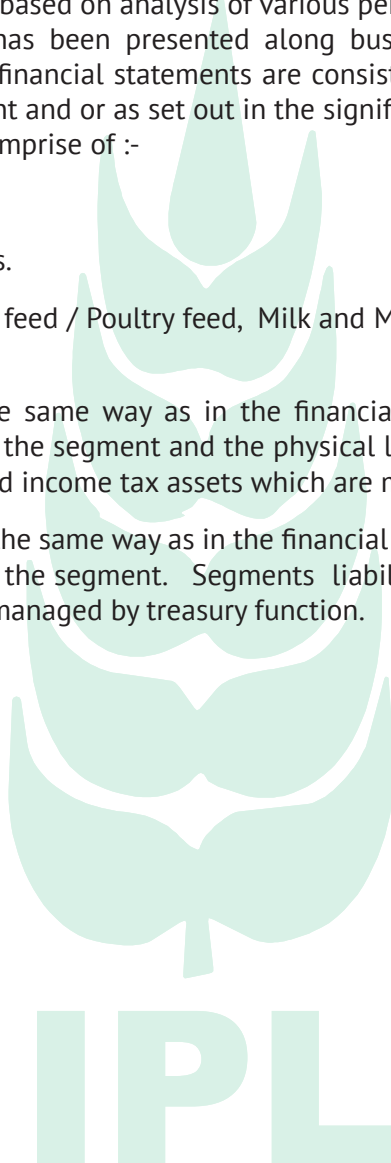 based on analysis of various per
has been presented along bus
financial statements are consist
nt and or as set out in the signif
mprise of :-
s.
feed / Poultry feed, Milk and M
e same way as in the financia
the segment and the physical l
d income tax assets which are n
he same way as in the financial
the segment. Segments liabil
managed by treasury function.
IPL